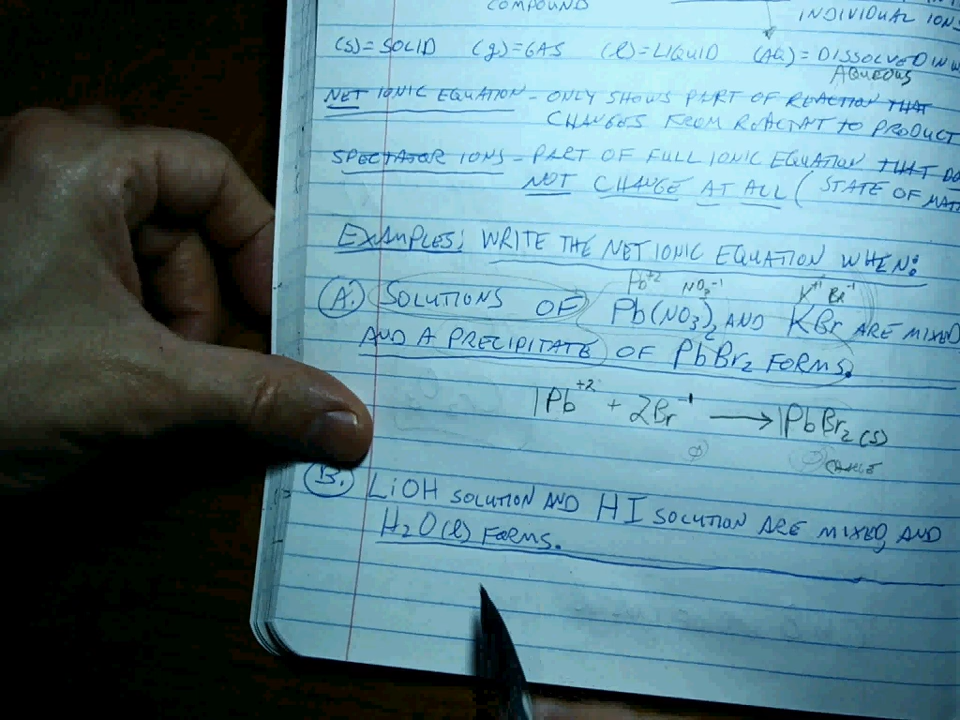 COMPOUND
INDIVIDUAL IONS
(s) = SOLID (g) = GAS (l) = LIQUID (AQ) = DISSOLVED IN
AQUEOUS
NET IONIC EQUATION - ONLY SHOWS PART OF REACTION THAT
CHANGES FROM REACTAT TO PRODUCT
SPECTATOR IONS - PART OF FULL IONIC EQUATION THAT DO
NOT CHANGE AT ALL (STATE OF MATE
EXAMPLES: WRITE THE NET IONIC EQUATION WHEN:
Pb+2 NO3-1 K+1 Br-1
A. SOLUTIONS OF Pb(NO3)2 AND KBr ARE MIXED
AND A PRECIPITATE OF PbBr2 FORMS.
1Pb+2 + 2Br-1 → 1PbBr2(s)
CHARGE
B. LiOH SOLUTION AND HI SOLUTION ARE MIXED, AND
H2O(l) FORMS.